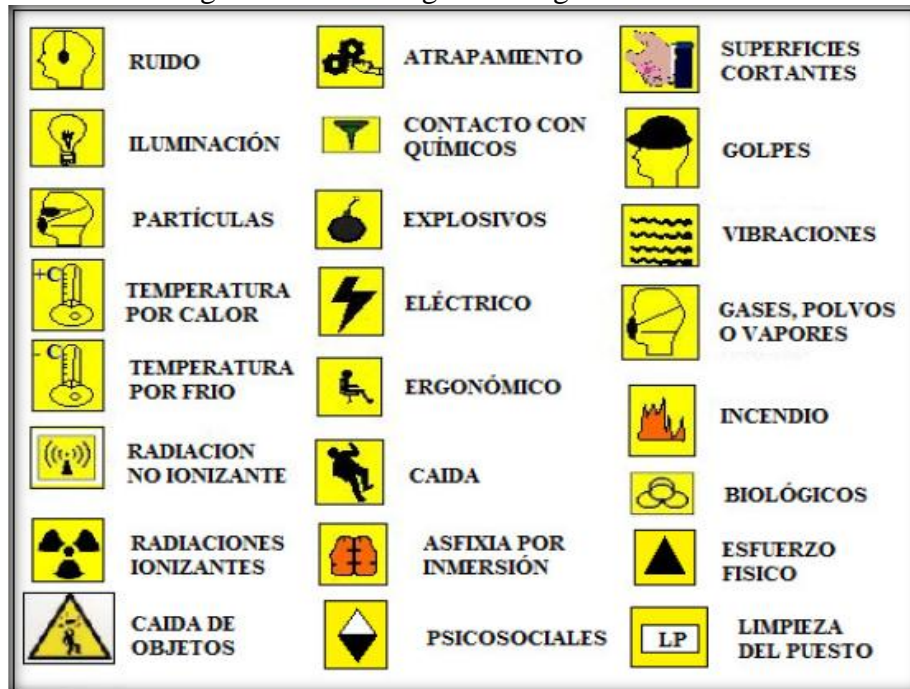 RUIDO
ILUMINACIÓN
PARTÍCULAS
+C
TEMPERATURA
POR CALOR
- C
TEMPERATURA
POR FRIO
RADIACION
NO IONIZANTE
RADIACIONES
IONIZANTES
CAIDA DE
OBJETOS
ATRAPAMIENTO
CONTACTO CON
QUÍMICOS
EXPLOSIVOS
ELÉCTRICO
ERGONÓMICO
CAIDA
ASFIXIA POR
INMERSIÓN
PSICOSOCIALES
SUPERFICIES
CORTANTES
GOLPES
VIBRACIONES
GASES, POLVOS
O VAPORES
INCENDIO
BIOLÓGICOS
ESFUERZO
FISICO
LP
LIMPIEZA
DEL PUESTO